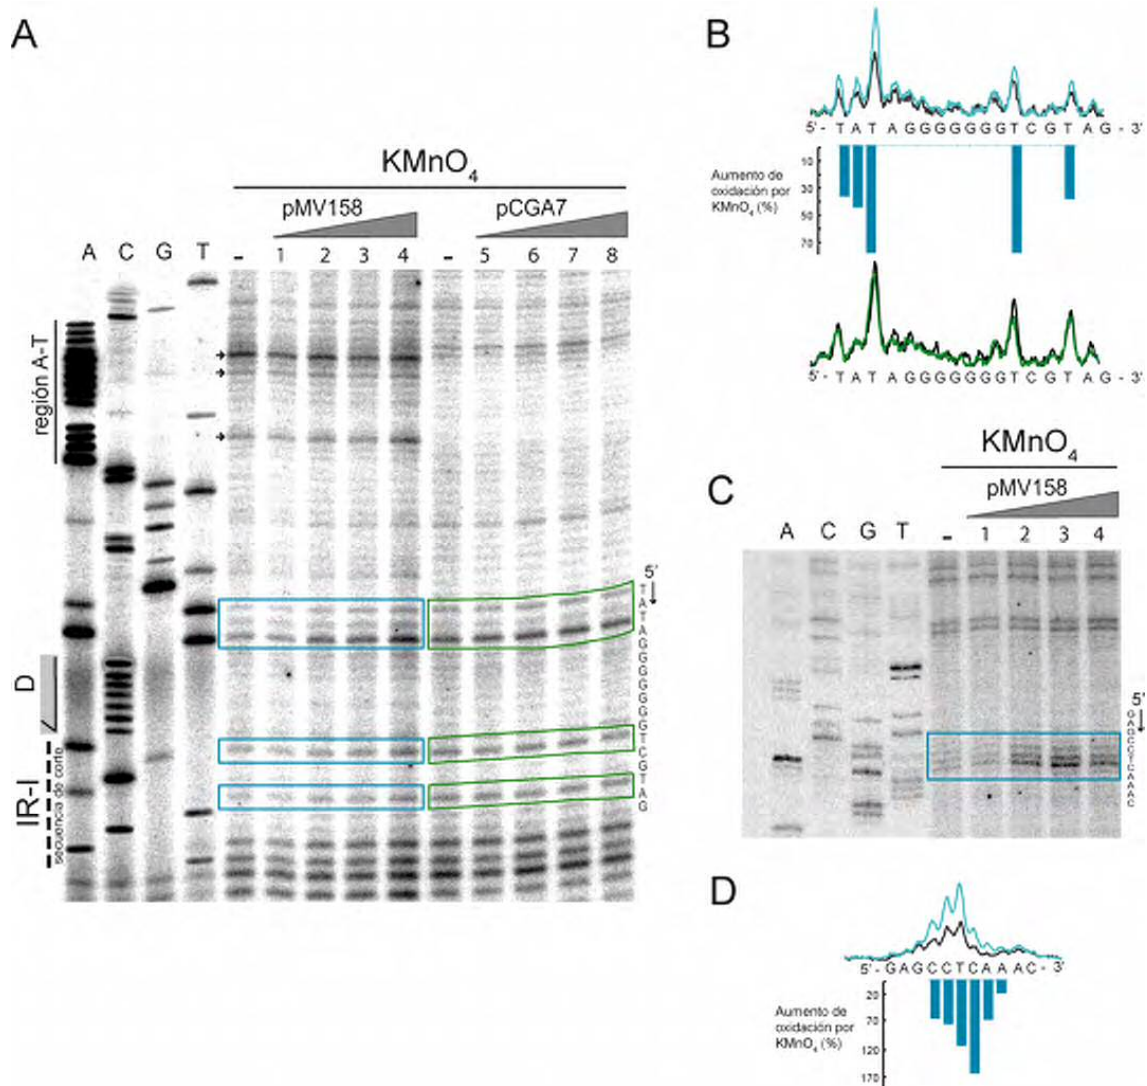 A
KMnO4
pMV158
pCGA7
A C G T - 1 2 3 4 - 5 6 7 8
región A-T
D
IR-I
secuencia de corte
5'
T
A
T
A
G
G
G
G
G
G
G
T
C
G
T
A
G
B
5' - T A T A G G G G G G G T C G T A G - 3'
Aumento de
oxidación por
KMnO4 (%)
10
30
50
70
5' - T A T A G G G G G G G T C G T A G - 3'
C
KMnO4
pMV158
A C G T - 1 2 3 4
5'
G
A
G
C
C
T
C
A
A
A
C
D
5' - G A G C C T C A A A C - 3'
Aumento de
oxidación por
KMnO4 (%)
20
70
120
170